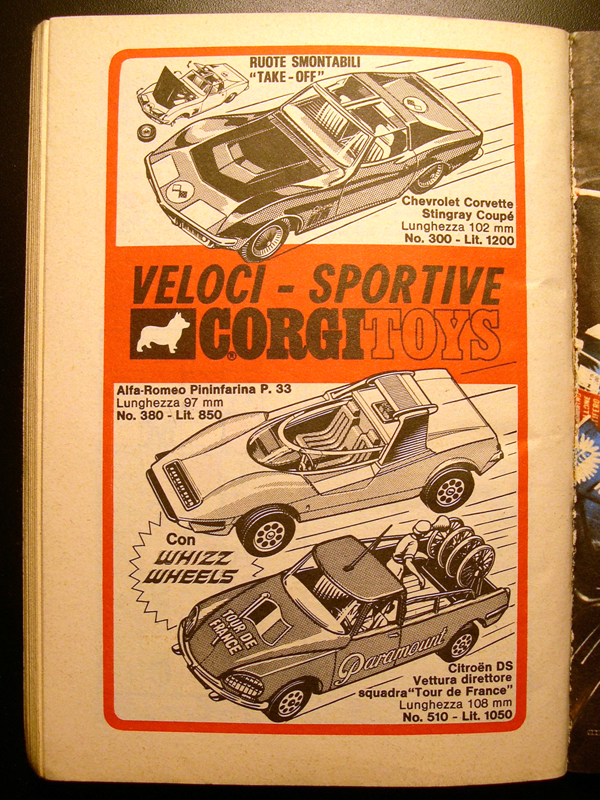 RUOTE SMONTABILI
"TAKE-OFF"
Chevrolet Corvette
Stingray Coupé
Lunghezza 102 mm
No. 300 - Lit. 1200
VELOCI - SPORTIVE
®CORGI TOYS
Alfa-Romeo Pininfarina P. 33
Lunghezza 97 mm
No. 380 - Lit. 850
Con
WHIZZ
WHEELS
TOUR DE
FRANCE
Paramount
Citroën DS
Vettura direttore
squadra"Tour de France"
Lunghezza 108 mm
No. 510 - Lit. 1050